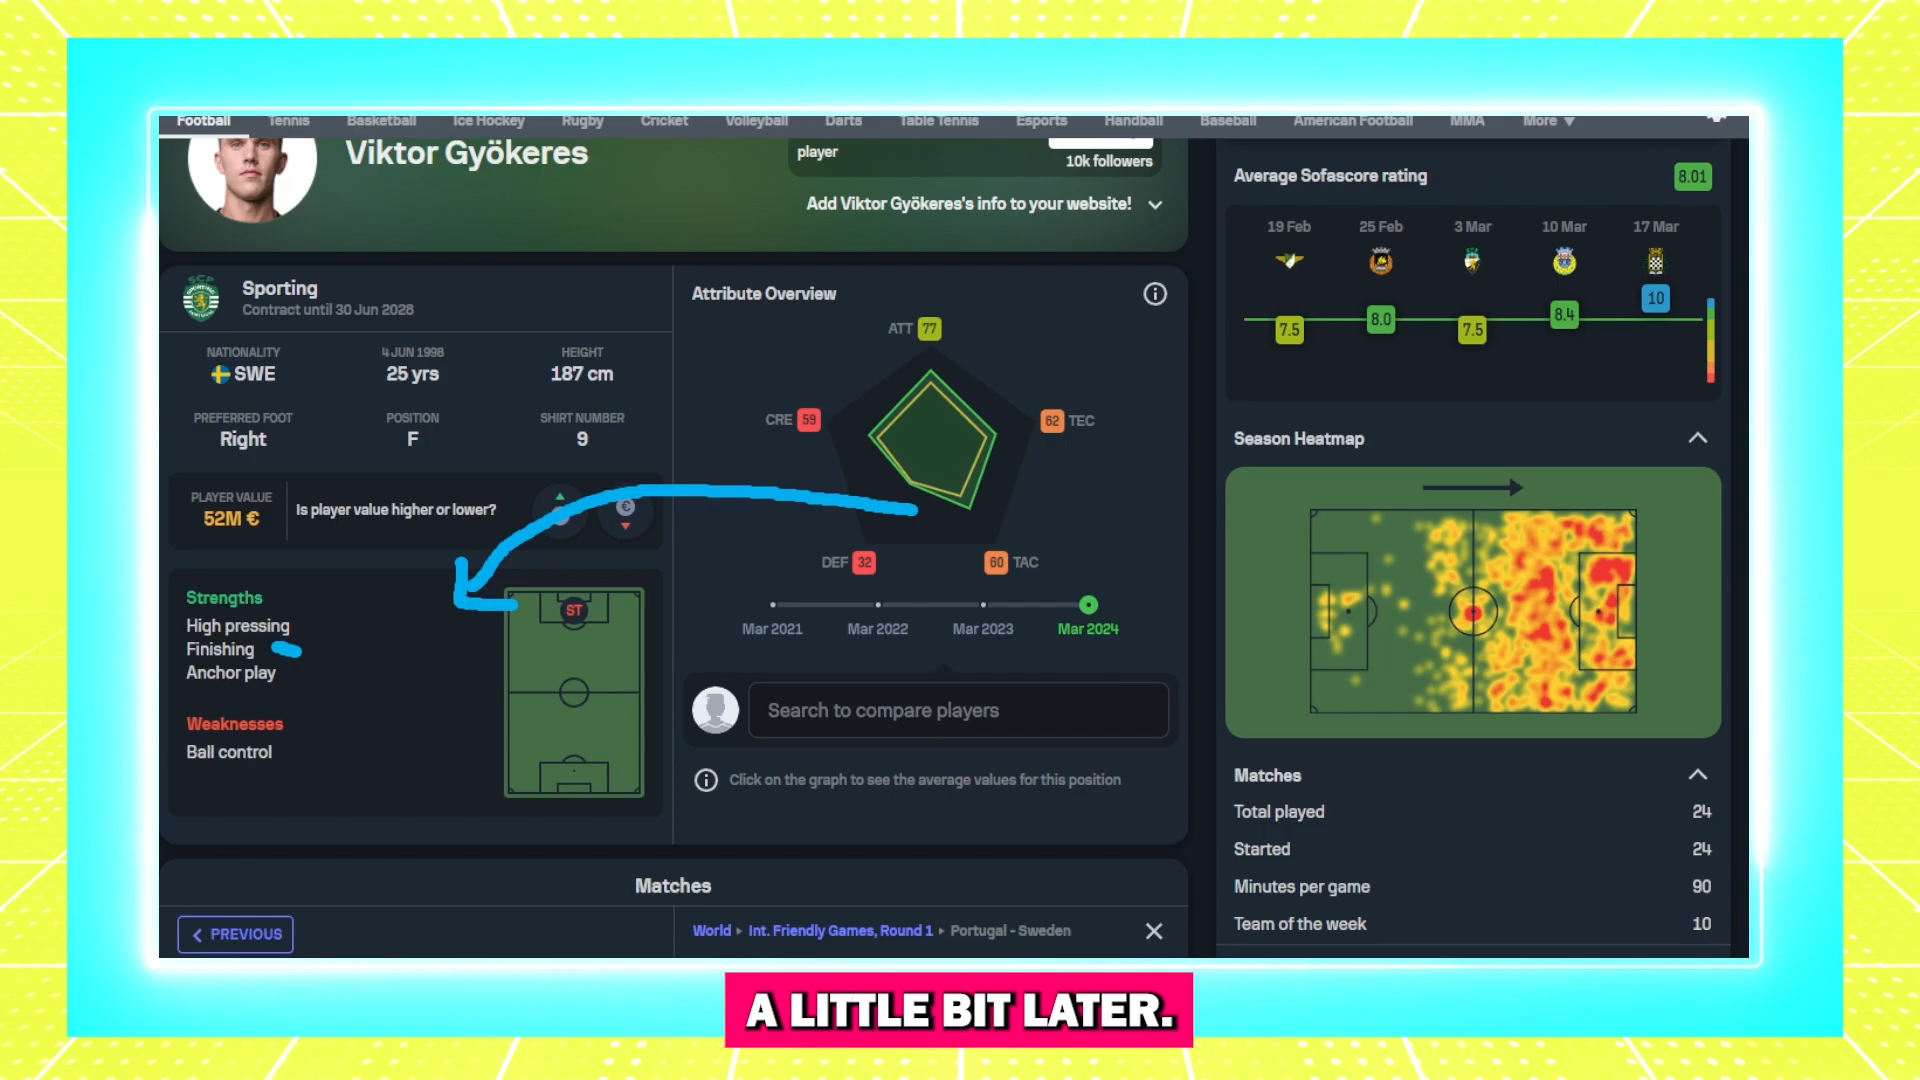 Football Tennis Basketball Ice Hockey Rugby Cricket Volleyball Darts Table Tennis Esports Handball Baseball American Football MMA More
Viktor Gyökeres
player
10k followers
Add Viktor Gyökeres's info to your website!
Sporting
Contract until 30 Jun 2028
NATIONALITY 4 JUN 1998 HEIGHT
SWE 25 yrs 187 cm
PREFERRED FOOT POSITION SHIRT NUMBER
Right F 9
PLAYER VALUE
52M €
Is player value higher or lower?
€
Strengths
High pressing
Finishing
Anchor play
Weaknesses
Ball control
ST
Attribute Overview
ATT 77
CRE 59
62 TEC
DEF 32
60 TAC
Mar 2021 Mar 2022 Mar 2023 Mar 2024
Search to compare players
Click on the graph to see the average values for this position
Matches
PREVIOUS
World Int. Friendly Games, Round 1 Portugal - Sweden
Average Sofascore rating 8.01
19 Feb 25 Feb 3 Mar 10 Mar 17 Mar
7.5 8.0 7.5 8.4 10
Season Heatmap
Matches
Total played 24
Started 24
Minutes per game 90
Team of the week 10
A LITTLE BIT LATER.